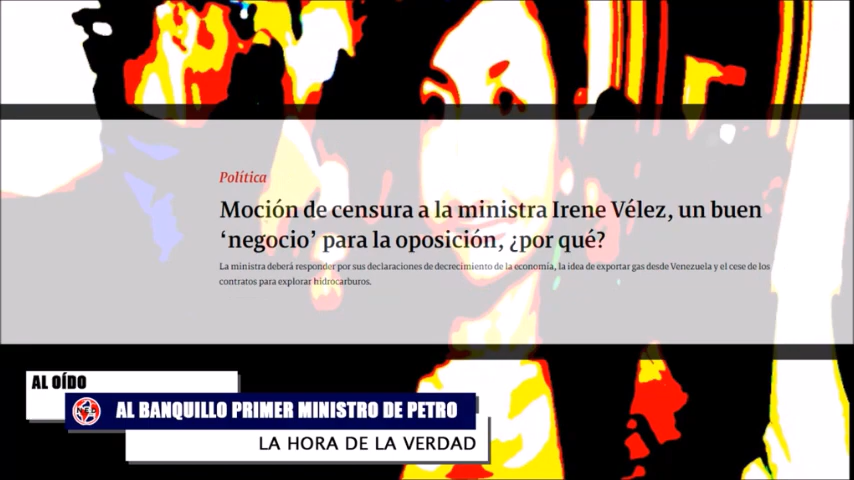 Política
Moción de censura a la ministra Irene Vélez, un buen
‘negocio’ para la oposición, ¿por qué?
La ministra deberá responder por sus declaraciones de decrecimiento de la economía, la idea de exportar gas desde Venezuela y el cese de los
contratos para explorar hidrocarburos.
AL OÍDO
AL BANQUILLO PRIMER MINISTRO DE PETRO
LA HORA DE LA VERDAD